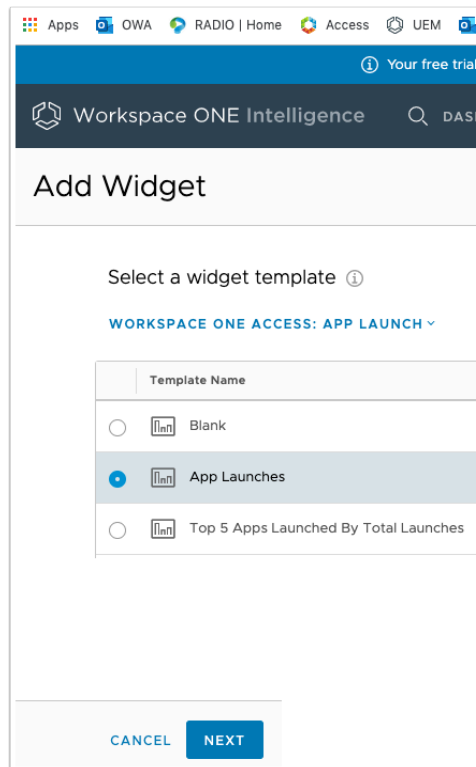 Apps OWA RADIO | Home Access UEM
Your free trial
Workspace ONE Intelligence
Add Widget
Select a widget template
WORKSPACE ONE ACCESS: APP LAUNCH
Template Name
Blank
App Launches
Top 5 Apps Launched By Total Launches
CANCEL NEXT